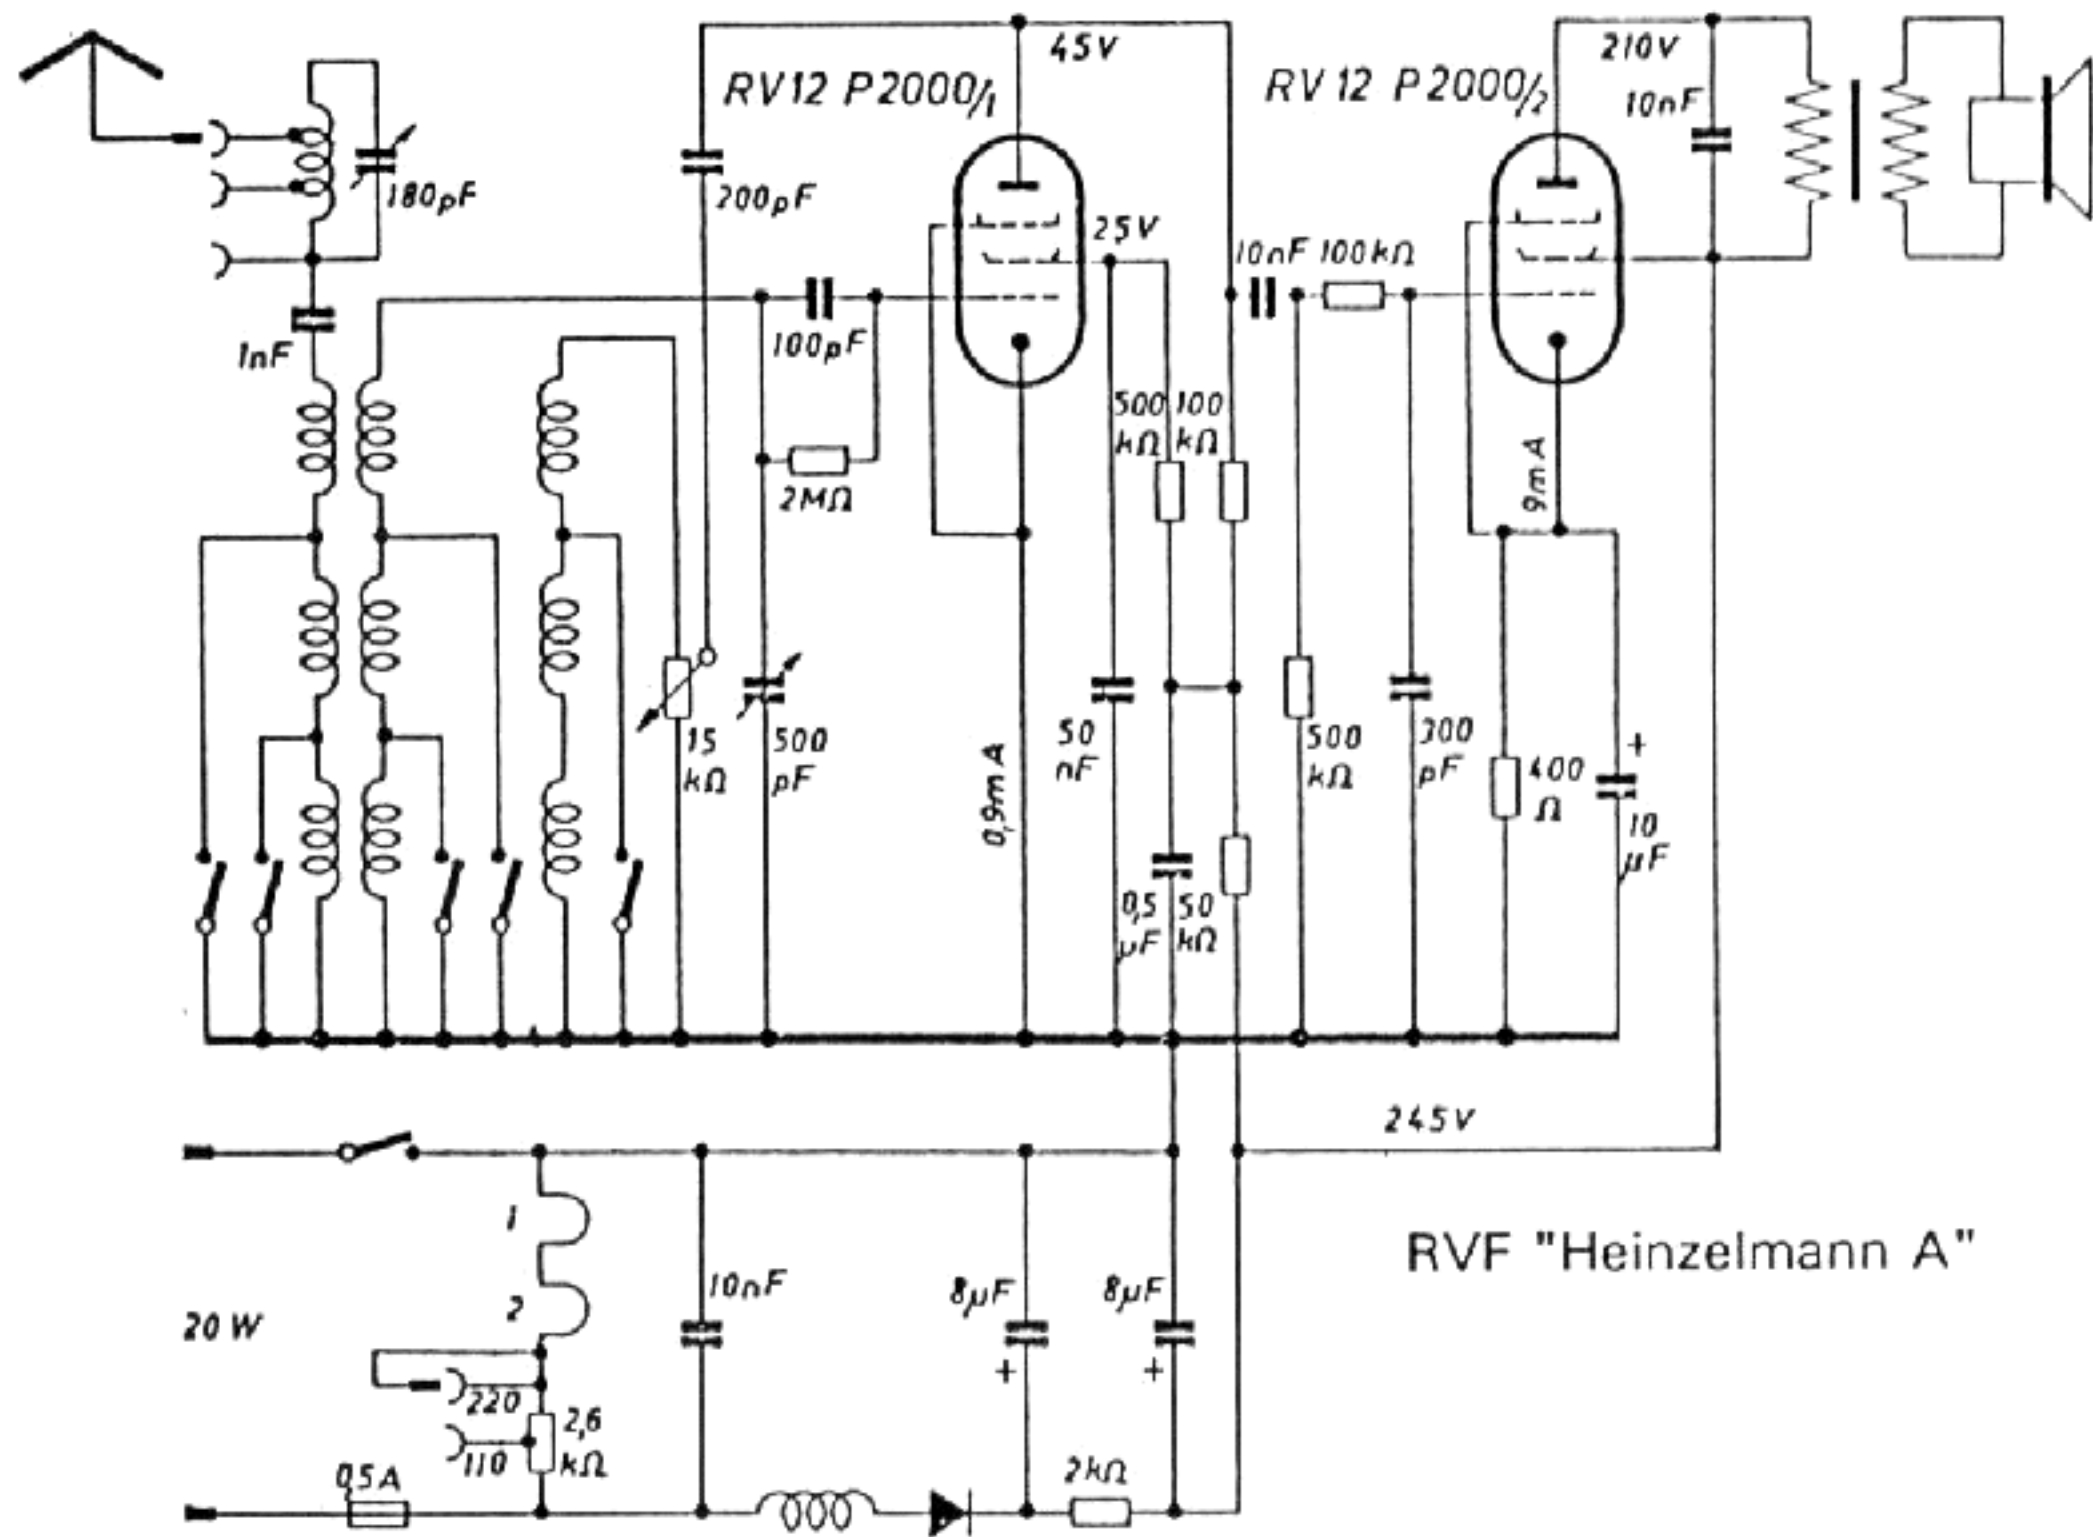 45V
210V
RV12 P2000/1
RV12 P2000/2
10nF
180pF
200pF
25V
10nF 100kΩ
1nF
100pF
500 kΩ
100 kΩ
9mA
2MΩ
15 kΩ
500 pF
50 nF
0,9mA
500 kΩ
300 pF
400 Ω
+
10 µF
0,5 µF
50 kΩ
245V
1
RVF "Heinzelmann A"
2
20W
10nF
8µF
8µF
+
+
220
2,6 kΩ
110
0,5A
2kΩ